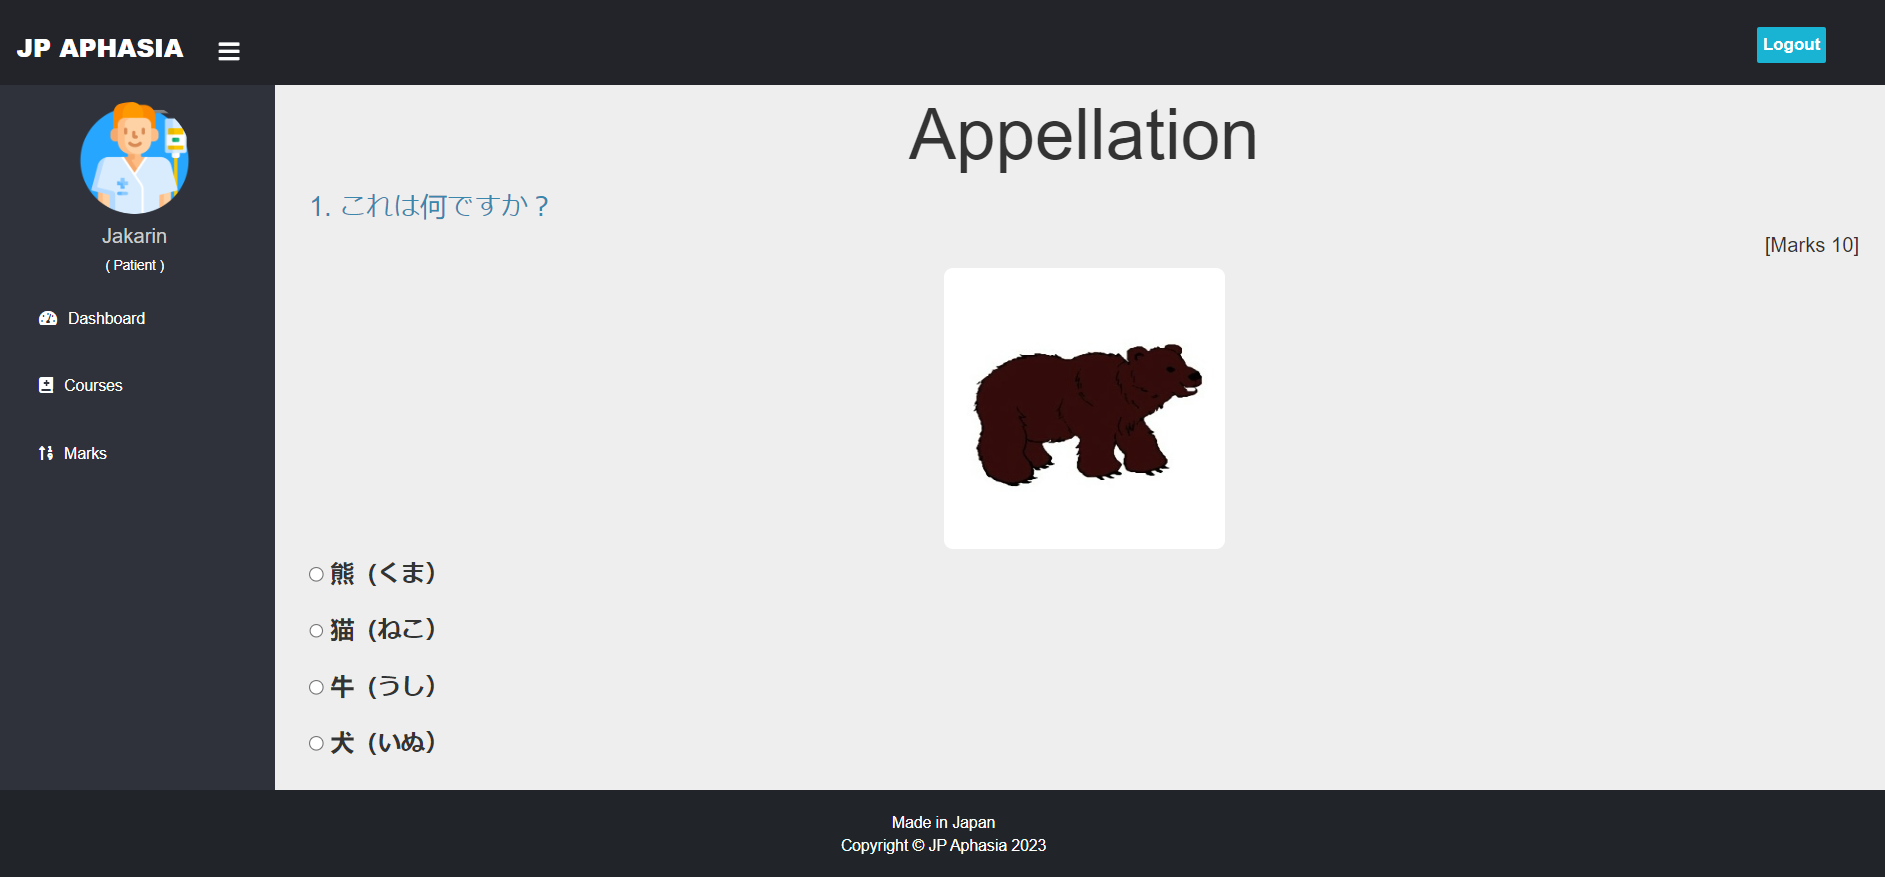 JP APHASIA
Logout
Jakarin
( Patient )
Dashboard
Courses
Marks
Appellation
1. これは何ですか？
[Marks 10]
熊（くま）
猫（ねこ）
牛（うし）
犬（いぬ）
Made in Japan
Copyright © JP Aphasia 2023